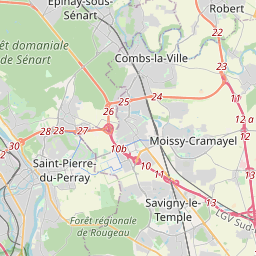 Épinay-sous-
Sénart
Robert
22
Forêt domaniale
de Sénart
Combs-la-Ville
23
26
25
24
11
28
28
27
12 a
30
13
27
Moissy-Cramayel
10b
10
11
Saint-Pierre-
du-Perray
13
Savigny-le-
Temple
Forêt régionale
de Rougeau
LGV Sud-